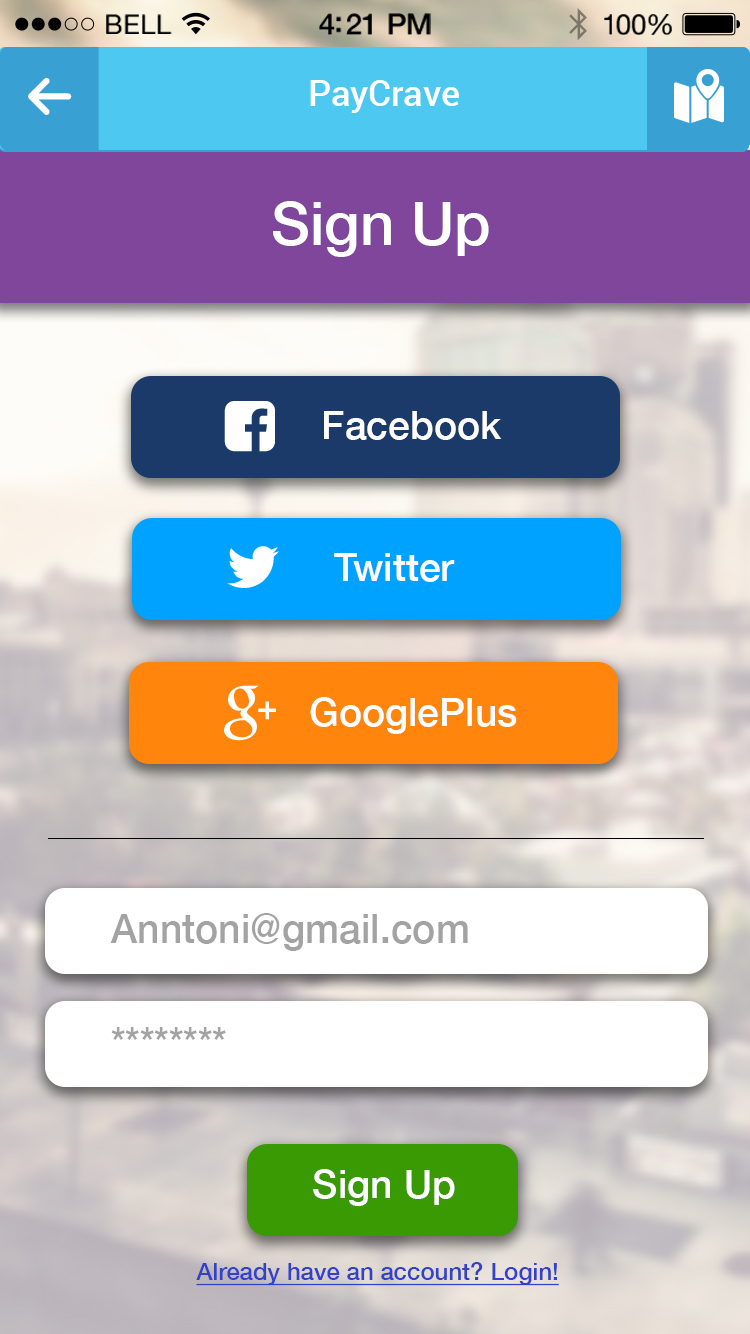 BELL 4:21 PM 100%
PayCrave
Sign Up
Facebook
Twitter
g+ GooglePlus
Anntoni@gmail.com
********
Sign Up
Already have an account? Login!